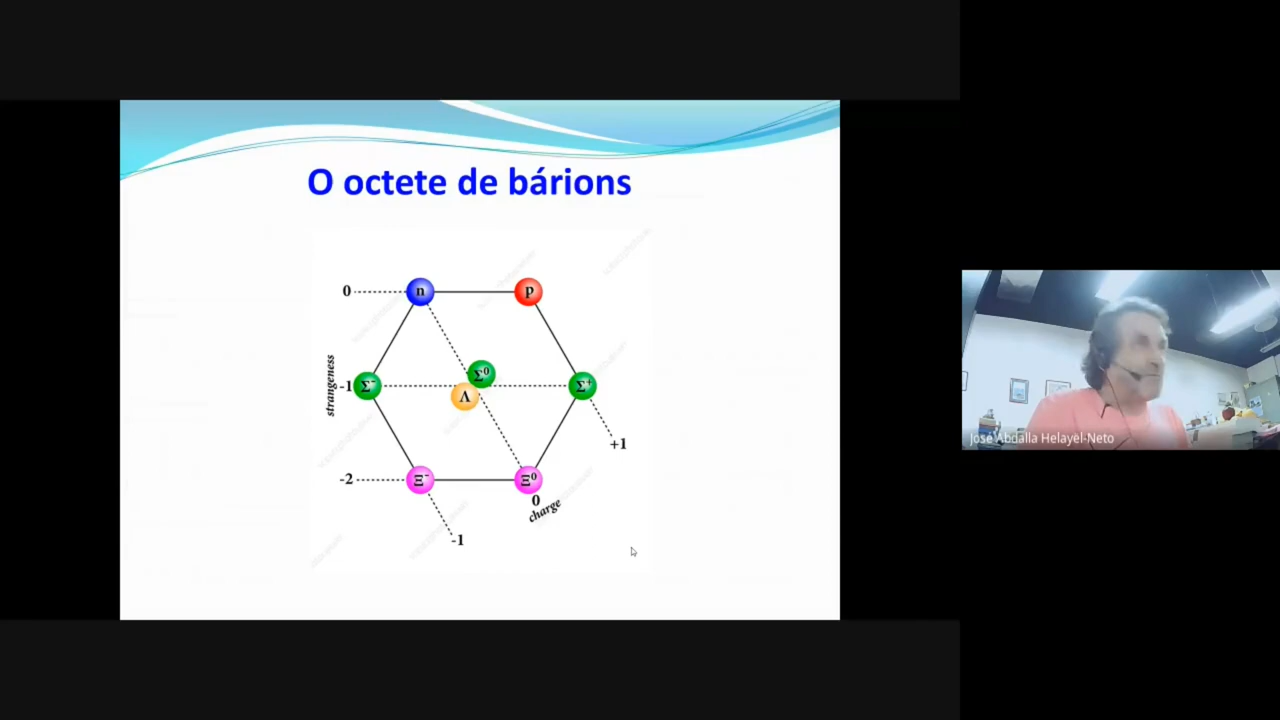 O octete de bárions
0
n
p
strangeness
-1
Σ⁻
Σ⁰
Λ
Σ⁺
+1
-2
Ξ⁻
Ξ⁰
0
charge
-1
José Abdalla Helayël-Neto